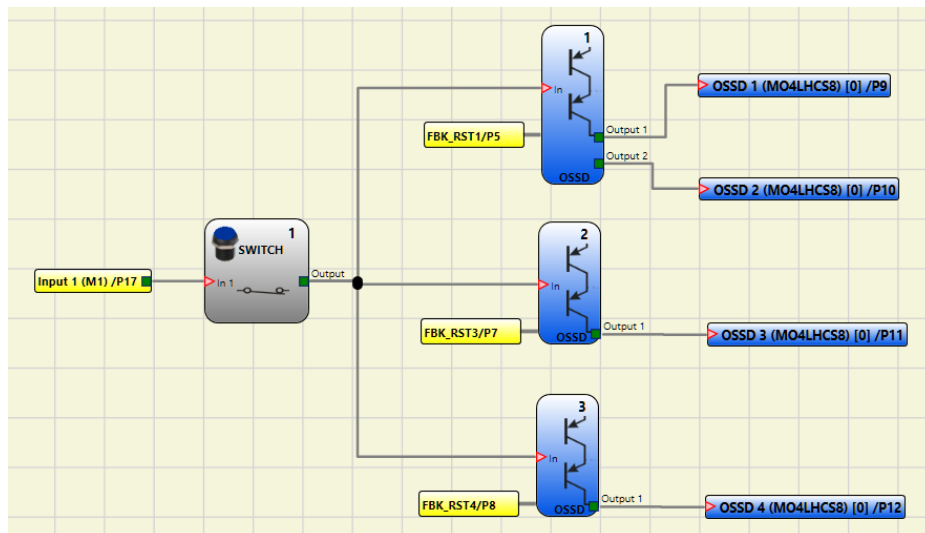 1
In
OSSD 1 (MO4LHCS8) [0] /P9
FBK_RST1/P5
Output 1
Output 2
OSSD
OSSD 2 (MO4LHCS8) [0] /P10
1
SWITCH
2
Input 1 (M1) /P17
In 1
Output
In
FBK_RST3/P7
Output 1
OSSD
OSSD 3 (MO4LHCS8) [0] /P11
3
In
FBK_RST4/P8
Output 1
OSSD
OSSD 4 (MO4LHCS8) [0] /P12